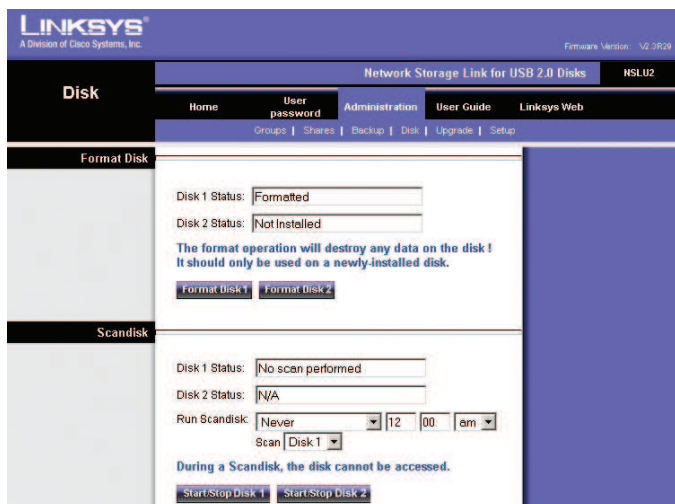 LINKSYS®
A Division of Cisco Systems, Inc.
Firmware Version: V2.3R29
Network Storage Link for USB 2.0 Disks NSLU2
Disk
Home User password Administration User Guide Linksys Web
Groups | Shares | Backup | Disk | Upgrade | Setup
Format Disk
Disk 1 Status: Formatted
Disk 2 Status: Not Installed
The format operation will destroy any data on the disk !
It should only be used on a newly-installed disk.
Format Disk 1 Format Disk 2
Scandisk
Disk 1 Status: No scan performed
Disk 2 Status: N/A
Run Scandisk: Never 12 00 am
Scan Disk 1
During a Scandisk, the disk cannot be accessed.
Start/Stop Disk 1 Start/Stop Disk 2